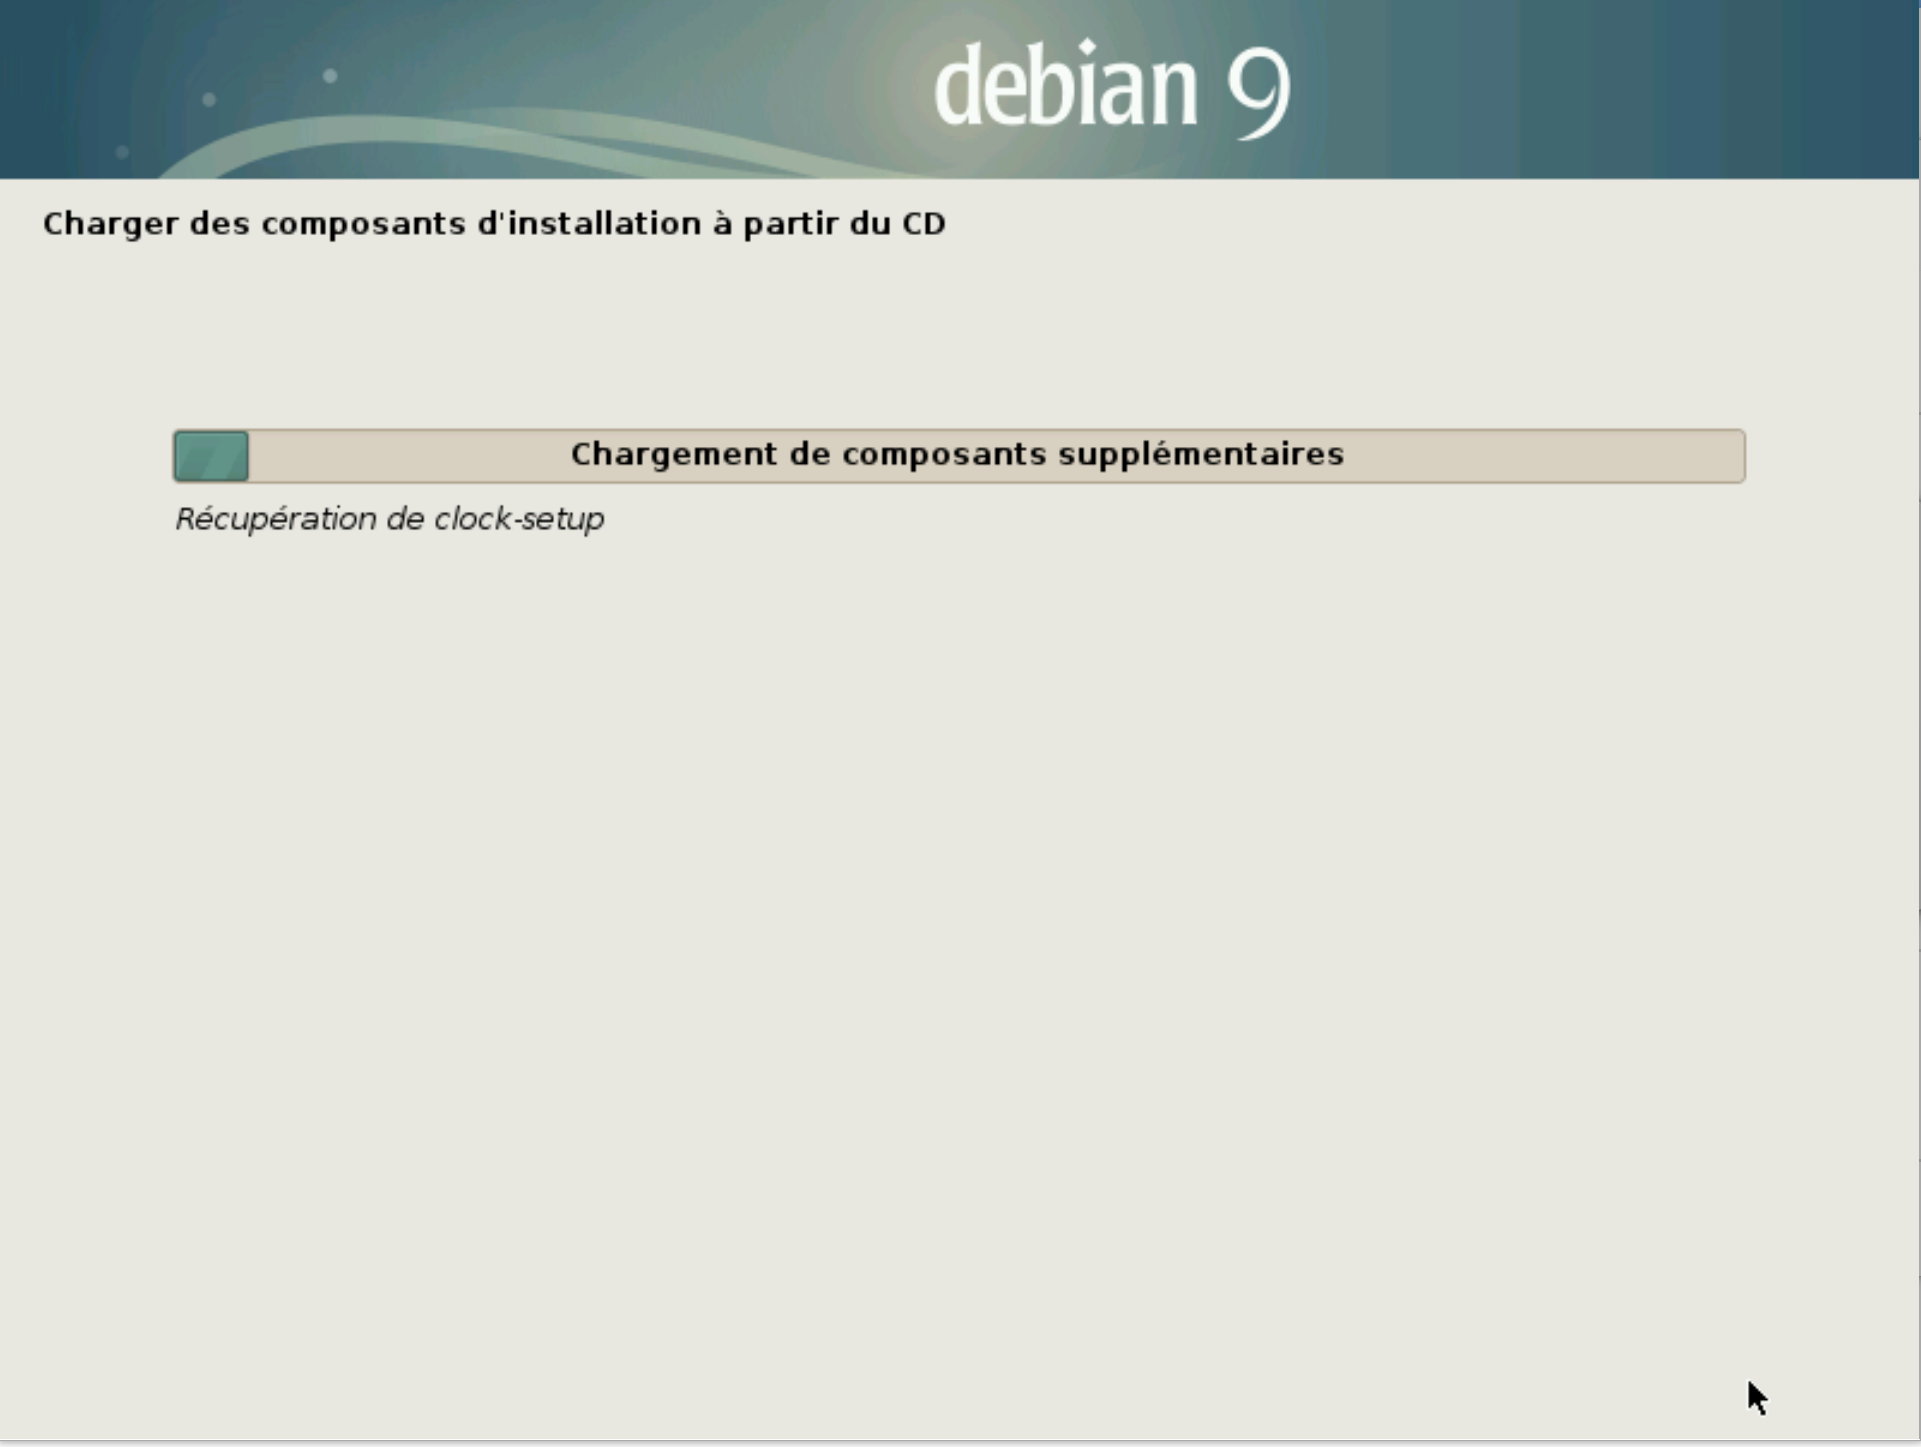 debian 9
Charger des composants d'installation à partir du CD
Chargement de composants supplémentaires
Récupération de clock-setup